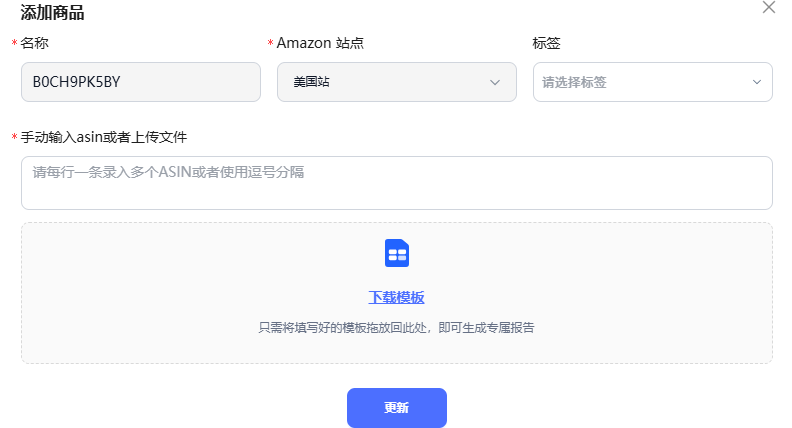 添加商品
* 名称
* Amazon 站点
标签
B0CH9PK5BY
美国站
请选择标签
* 手动输入asin或者上传文件
请每行一条录入多个ASIN或者使用逗号分隔
下载模板
只需将填写好的模板拖放回此处，即可生成专属报告
更新